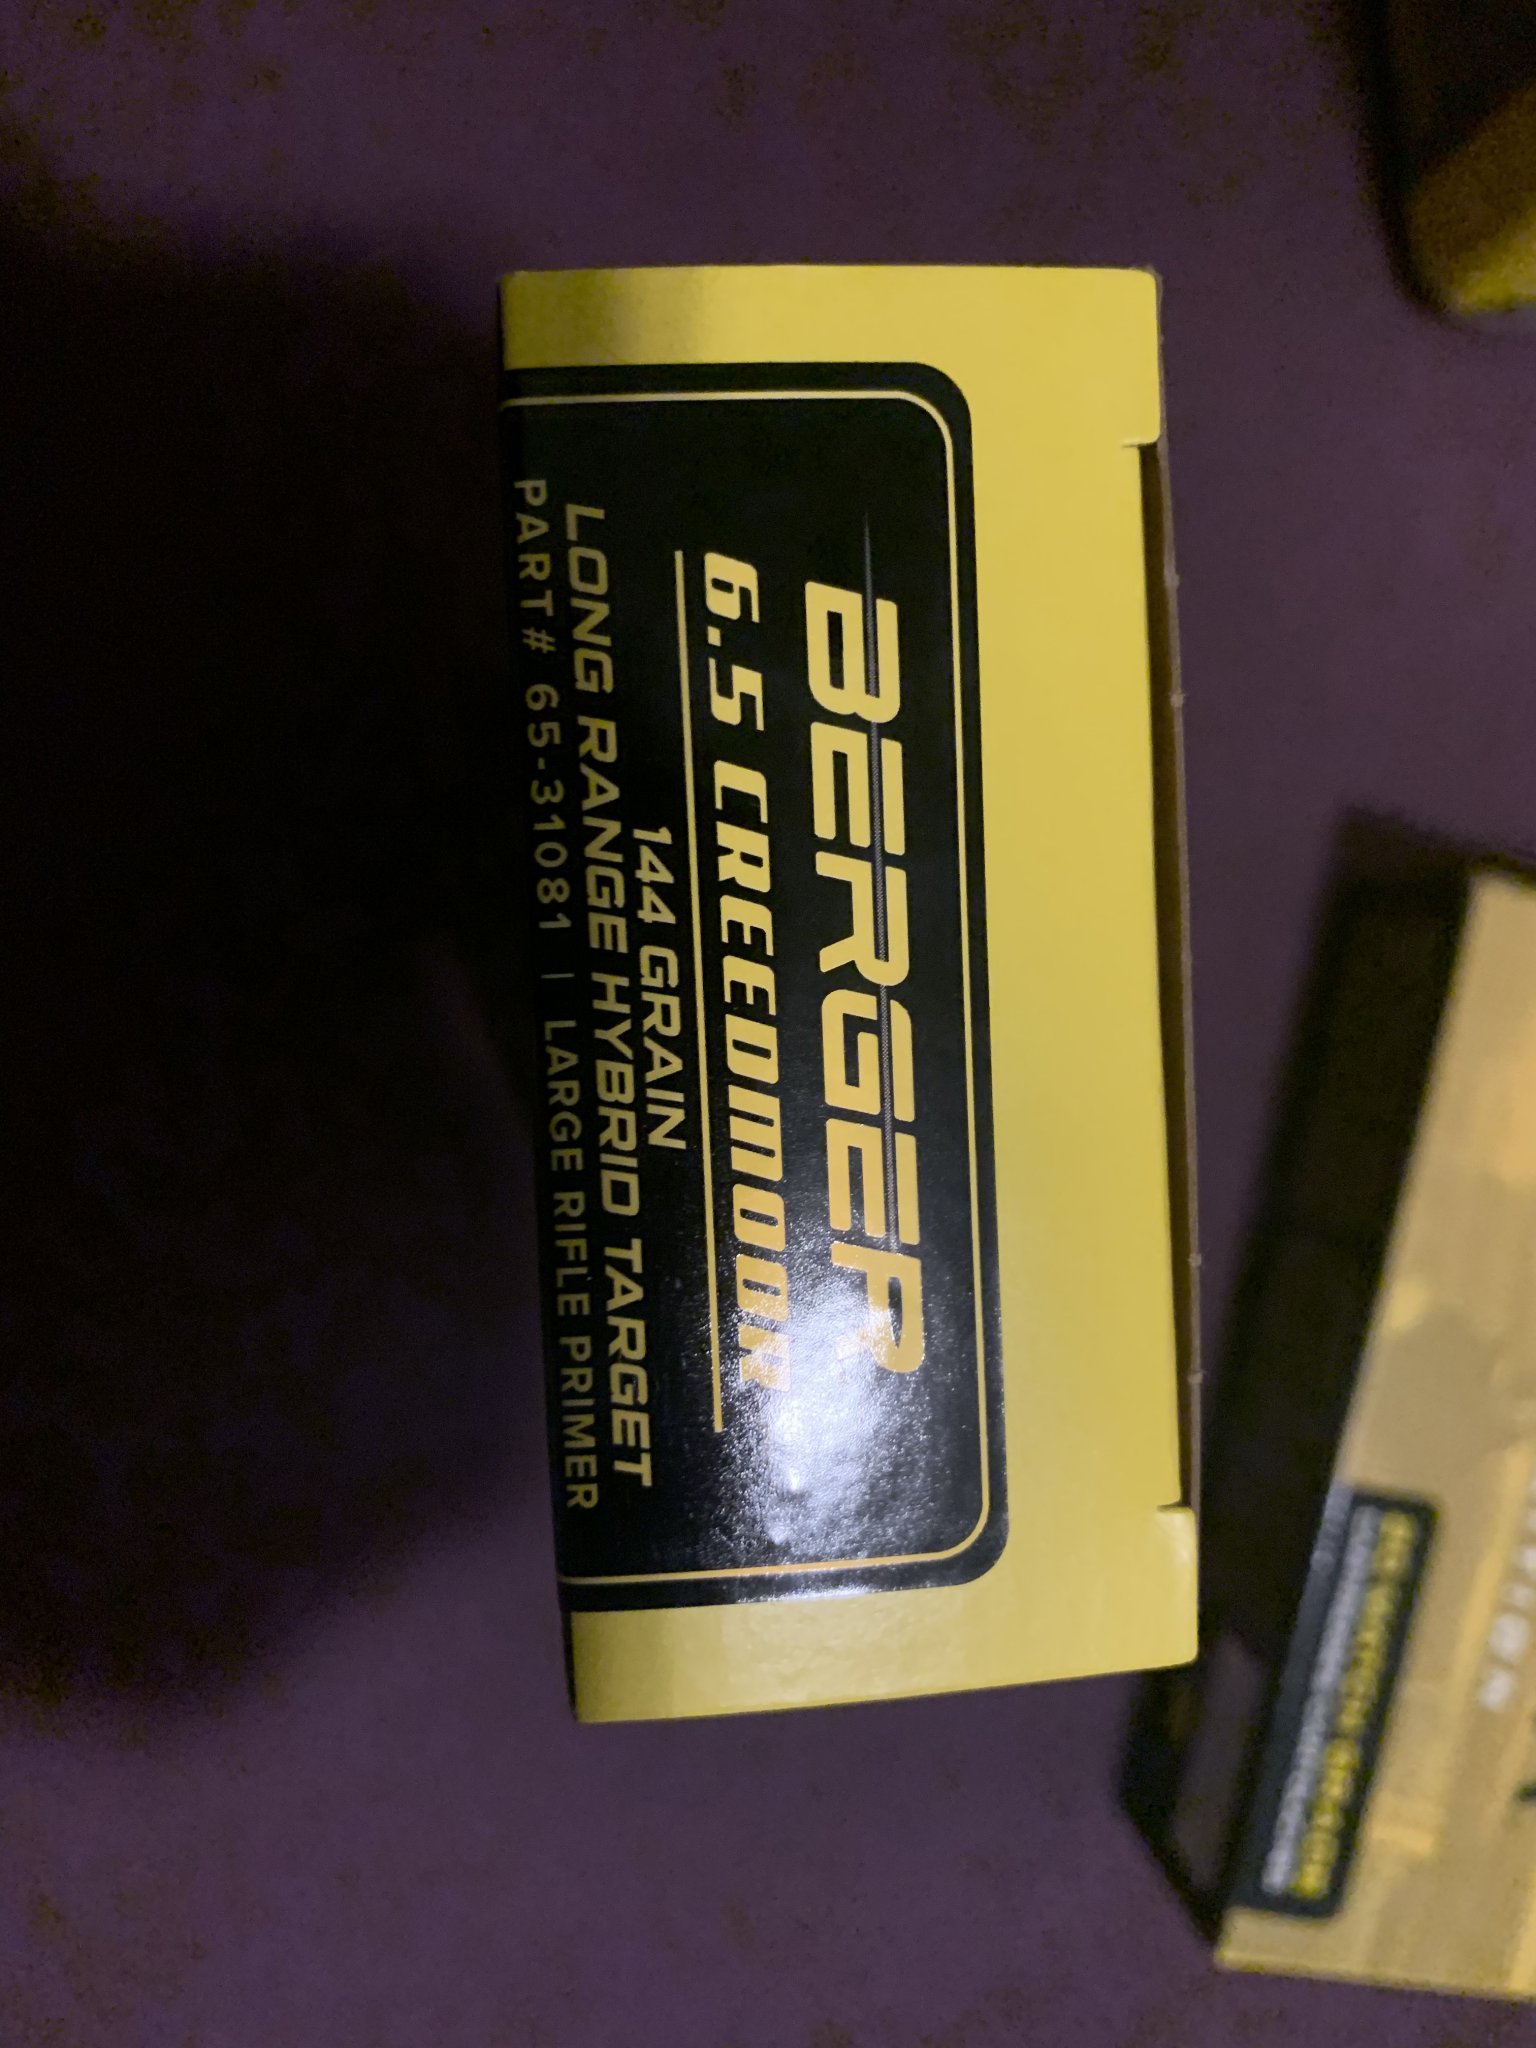 BERGER
6.5 CREEDMOOR
144 GRAIN
LONG RANGE HYBRID TARGET
PART# 65-31081 | LARGE RIFLE PRIMER